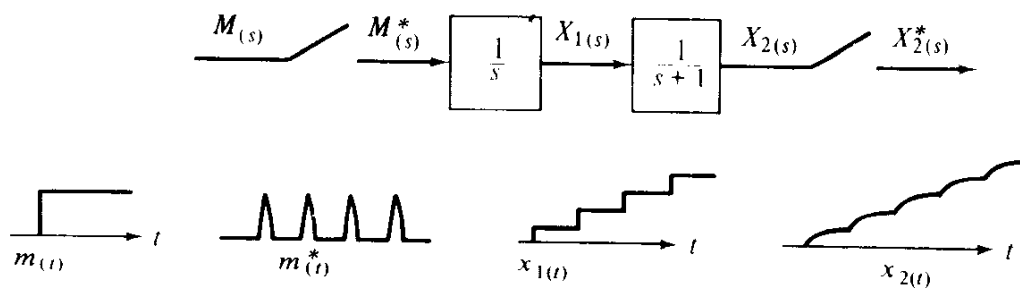 M(s) M*(s) 1/s X1(s) 1/(s + 1) X2(s) X*2(s)
t t t
m(t) m*(t) x1(t) x2(t)